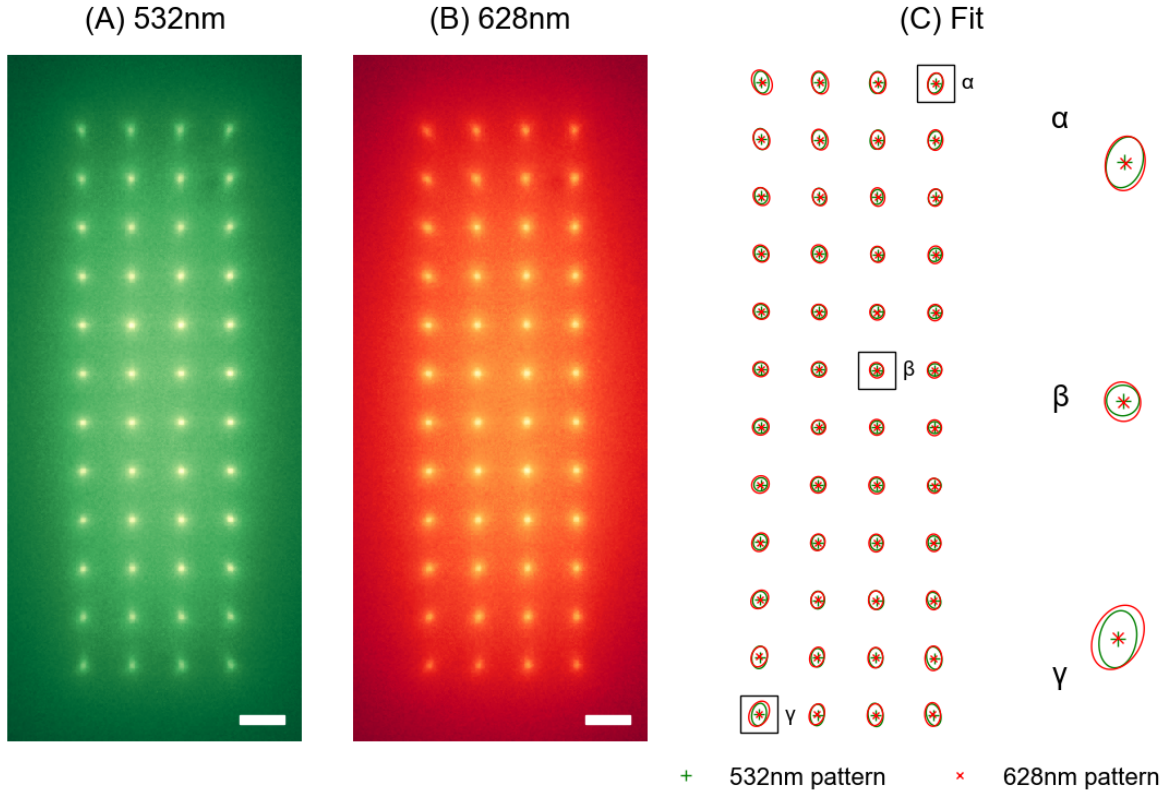 (A) 532nm
(B) 628nm
(C) Fit
α
α
β
β
γ
γ
532nm pattern
628nm pattern